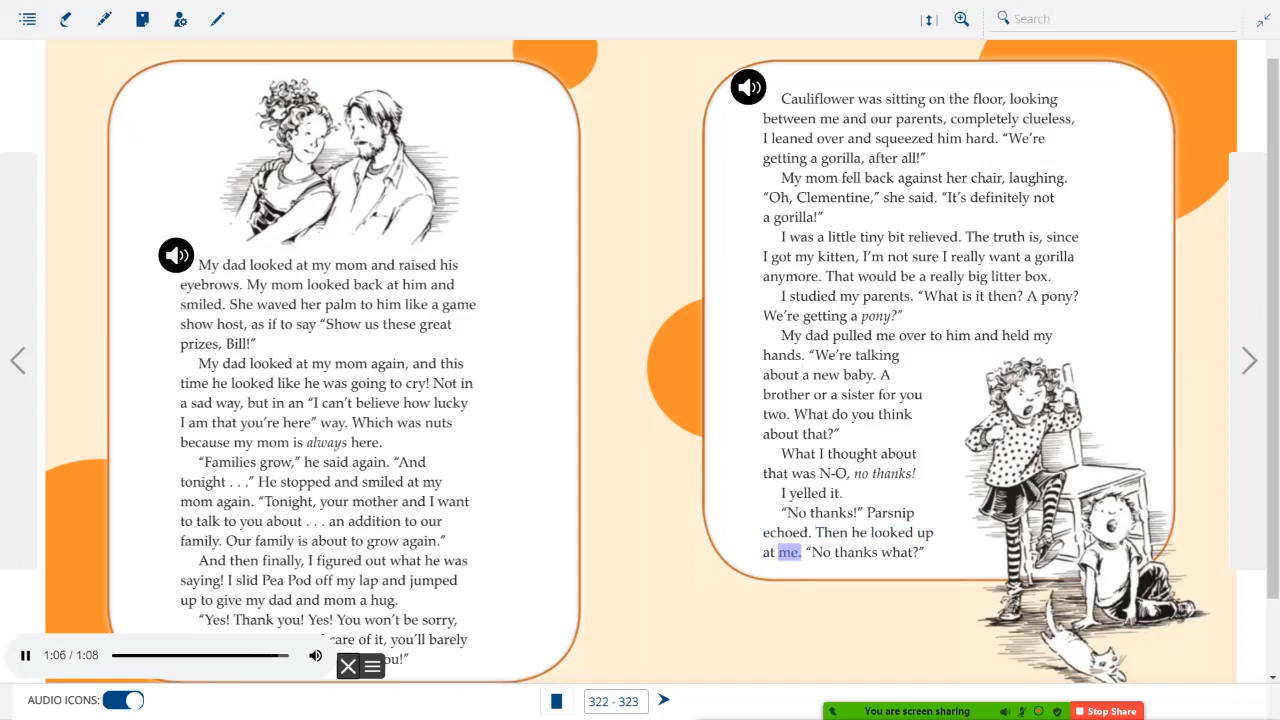 Search
My dad looked at my mom and raised his
eyebrows. My mom looked back at him and
smiled. She waved her palm to him like a game
show host, as if to say “Show us these great
prizes, Bill!”
My dad looked at my mom again, and this
time he looked like he was going to cry! Not in
a sad way, but in an “I can’t believe how lucky
I am that you’re here” way. Which was nuts
because my mom is always here.
“Families grow,” he said again. “And
tonight . . .” He stopped and smiled at my
mom again. “Tonight, your mother and I want
to talk to you about . . . an addition to our
family. Our family is about to grow again.”
And then finally, I figured out what he was
saying! I slid Pea Pod off my lap and jumped
up to give my dad and mom a hug.
“Yes! Thank you! Yes! You won’t be sorry,
care of it, you’ll barely
Cauliflower was sitting on the floor, looking
between me and our parents, completely clueless,
I leaned over and squeezed him hard. “We’re
getting a gorilla, after all!”
My mom fell back against her chair, laughing.
“Oh, Clementine,” she said. “It’s definitely not
a gorilla!”
I was a little tiny bit relieved. The truth is, since
I got my kitten, I’m not sure I really want a gorilla
anymore. That would be a really big litter box.
I studied my parents. “What is it then? A pony?
We’re getting a pony?”
My dad pulled me over to him and held my
hands. “We’re talking
about a new baby. A
brother or a sister for you
two. What do you think
about that?”
What I thought about
that was N-O, no thanks!
I yelled it.
“No thanks!” Parsnip
echoed. Then he looked up
at me. “No thanks what?”
1:06 / 1:08
AUDIO ICONS:
322 - 323
You are screen sharing
Stop Share